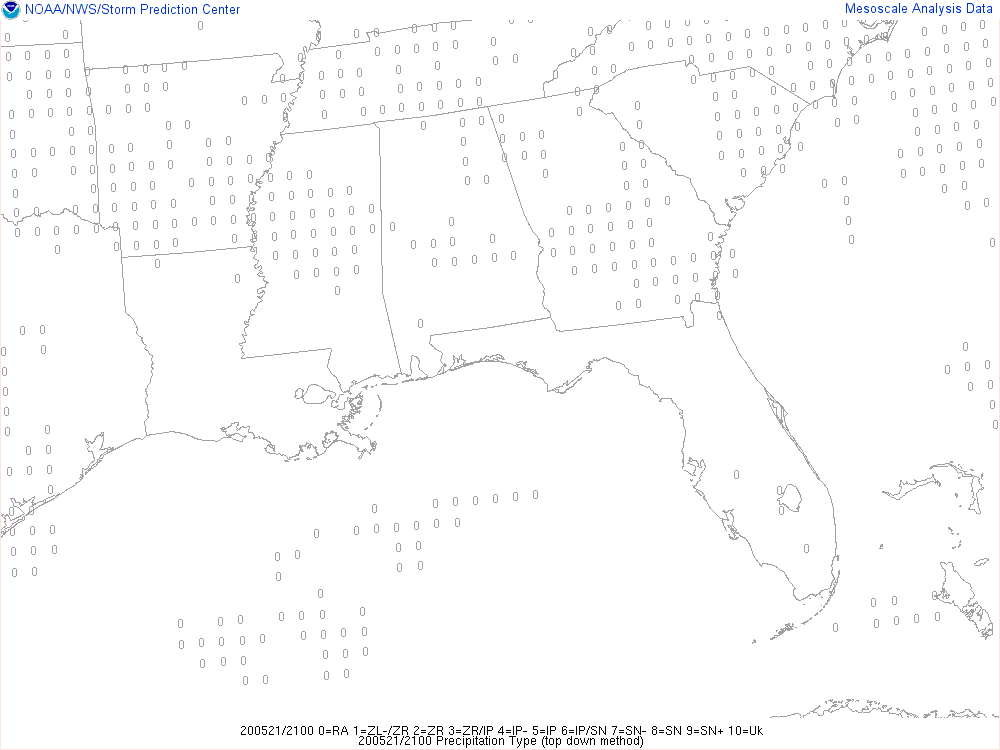 NOAA/NWS/Storm Prediction Center
Mesoscale Analysis Data
200521/2100 0=RA 1=ZL-/ZR 2=ZR 3=ZR/IP 4=IP- 5=IP 6=IP/SN 7=SN- 8=SN 9=SN+ 10=Uk
200521/2100 Precipitation Type (top down method)